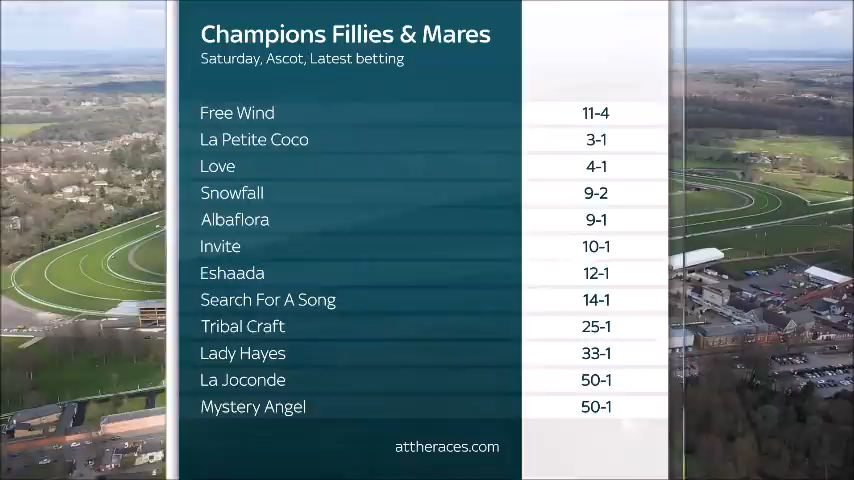 Champions Fillies & Mares
Saturday, Ascot, Latest betting
Free Wind 11-4
La Petite Coco 3-1
Love 4-1
Snowfall 9-2
Albaflora 9-1
Invite 10-1
Eshaada 12-1
Search For A Song 14-1
Tribal Craft 25-1
Lady Hayes 33-1
La Joconde 50-1
Mystery Angel 50-1
attheraces.com